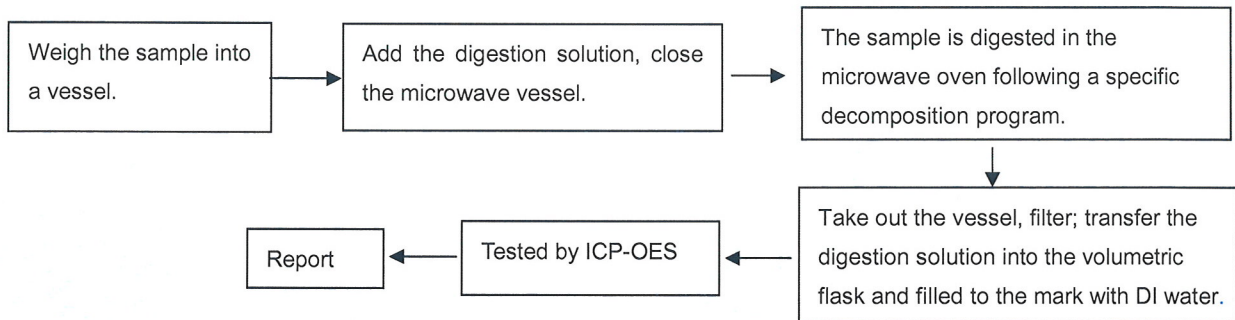 Weigh the sample into
a vessel.
Add the digestion solution, close
the microwave vessel.
The sample is digested in the
microwave oven following a specific
decomposition program.
Take out the vessel, filter; transfer the
digestion solution into the volumetric
flask and filled to the mark with DI water.
Tested by ICP-OES
Report